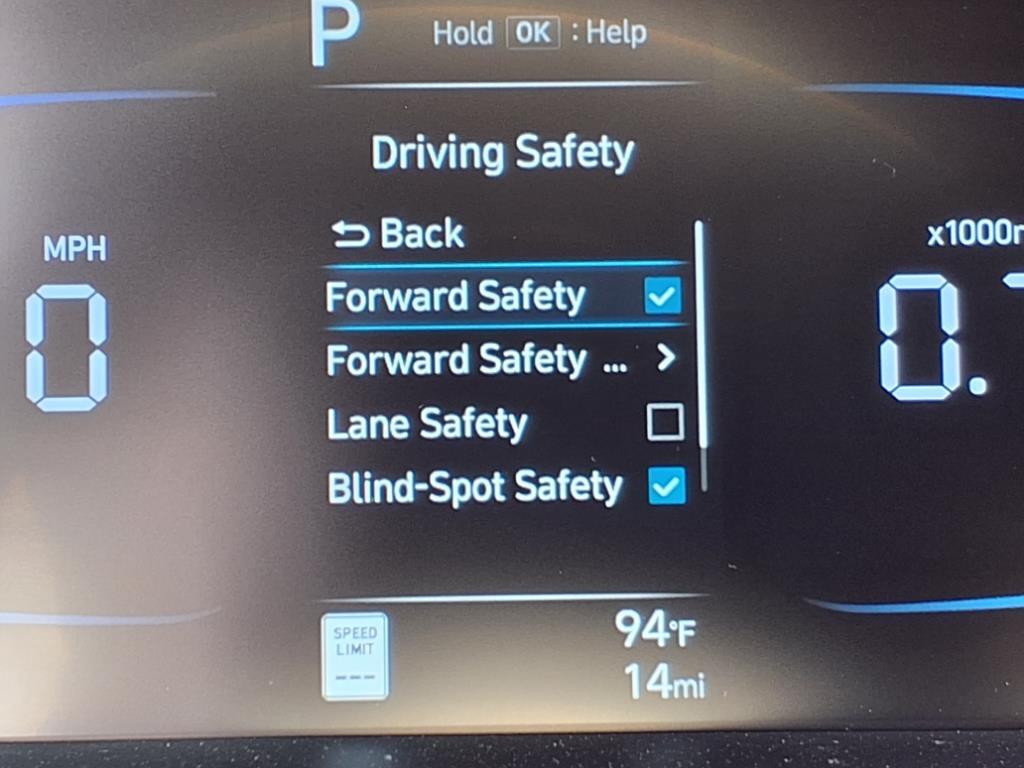 P Hold OK : Help
Driving Safety
Back
MPH
x1000r
Forward Safety
0
0.
Forward Safety ...
Lane Safety
Blind-Spot Safety
SPEED
LIMIT
---
94°F
14mi